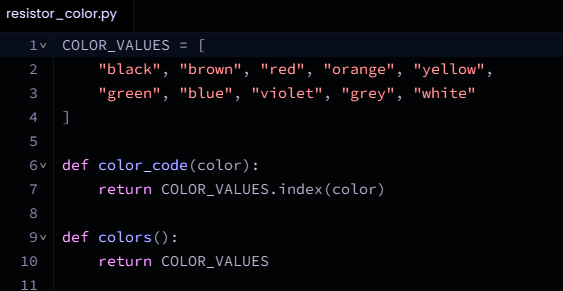 resistor_color.py
1 COLOR_VALUES = [
2     "black", "brown", "red", "orange", "yellow",
3     "green", "blue", "violet", "grey", "white"
4 ]
5
6 def color_code(color):
7     return COLOR_VALUES.index(color)
8
9 def colors():
10     return COLOR_VALUES
11